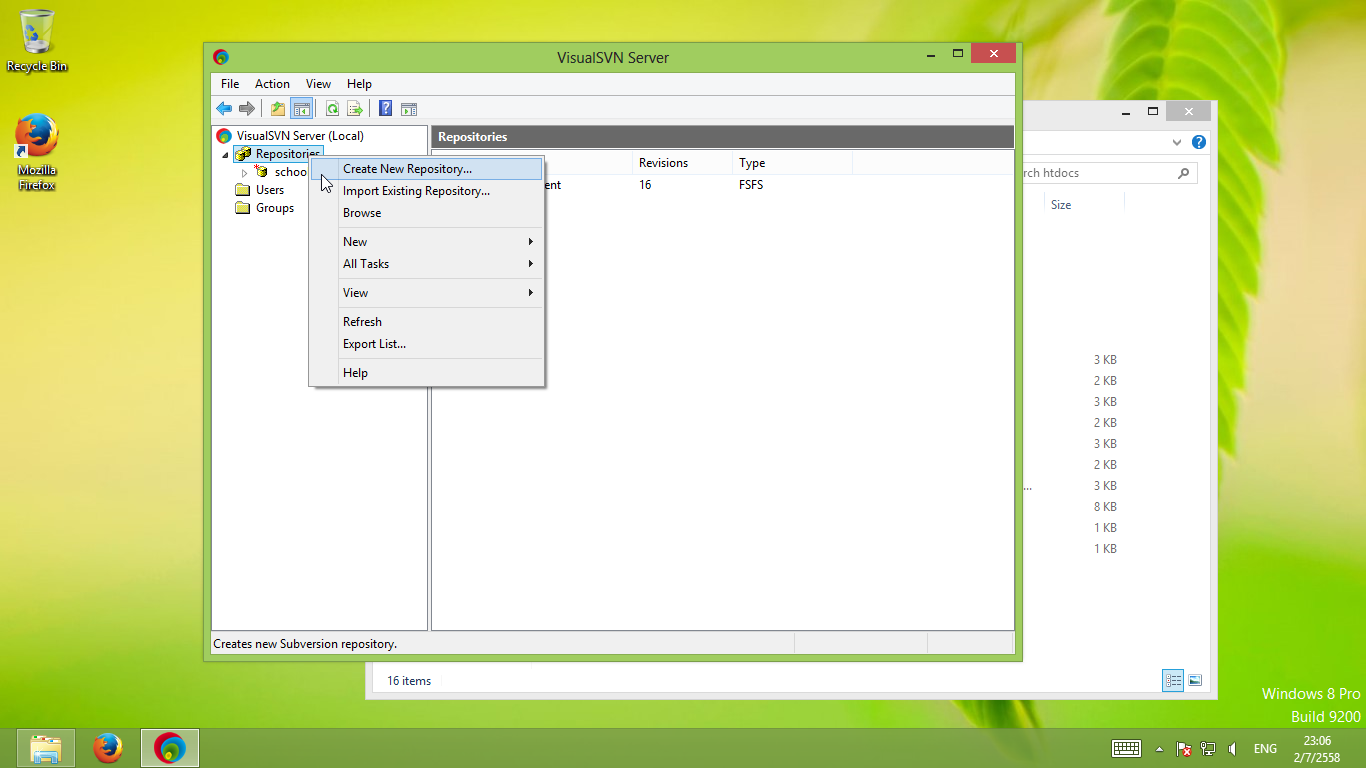 Recycle Bin
Mozilla
Firefox
VisualSVN Server
File Action View Help
VisualSVN Server (Local)
Repositories
Users
Groups
Repositories
Revisions Type
16 FSFS
Create New Repository...
Import Existing Repository...
Browse
New
All Tasks
View
Refresh
Export List...
Help
Creates new Subversion repository.
htdocs
Size
3 KB
2 KB
3 KB
2 KB
3 KB
2 KB
... 3 KB
8 KB
1 KB
1 KB
16 items
Windows 8 Pro
Build 9200
ENG
23:06
2/7/2558